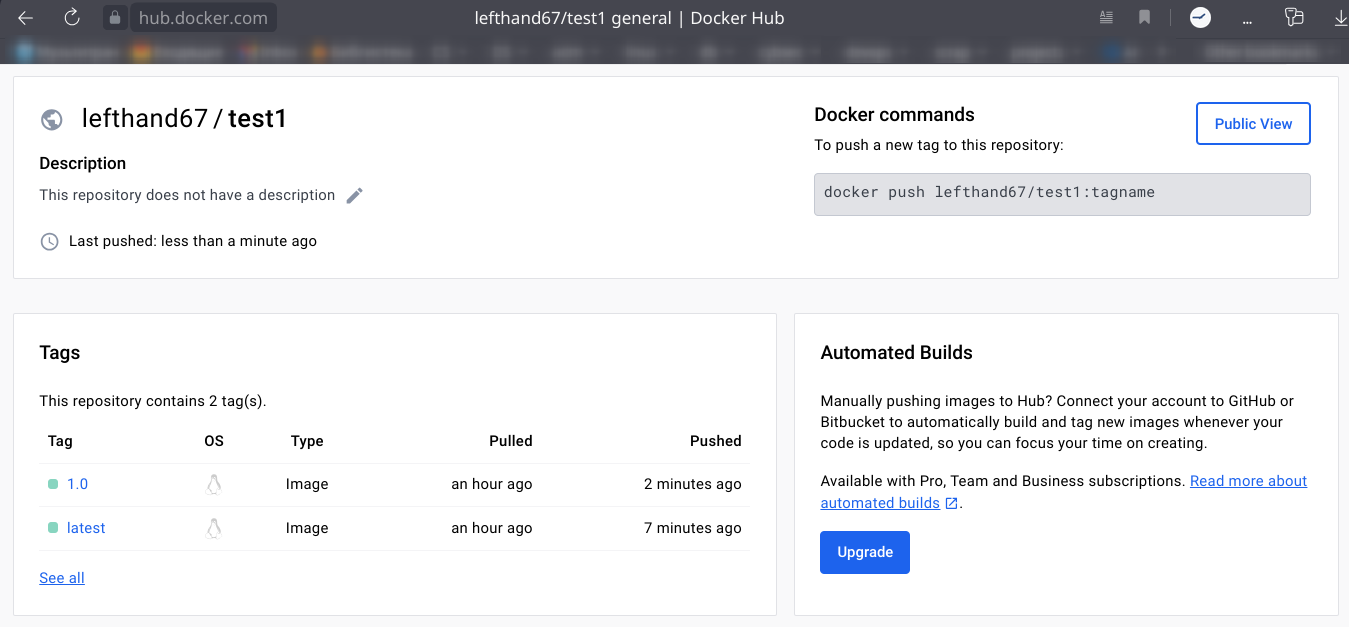 hub.docker.com
lefthand67/test1 general | Docker Hub
...
lefthand67 / test1
Description
This repository does not have a description
Last pushed: less than a minute ago
Docker commands
To push a new tag to this repository:
Public View
docker push lefthand67/test1:tagname
Tags
This repository contains 2 tag(s).
Tag OS Type Pulled Pushed
1.0 Image an hour ago 2 minutes ago
latest Image an hour ago 7 minutes ago
See all
Automated Builds
Manually pushing images to Hub? Connect your account to GitHub or
Bitbucket to automatically build and tag new images whenever your
code is updated, so you can focus your time on creating.
Available with Pro, Team and Business subscriptions. Read more about
automated builds .
Upgrade